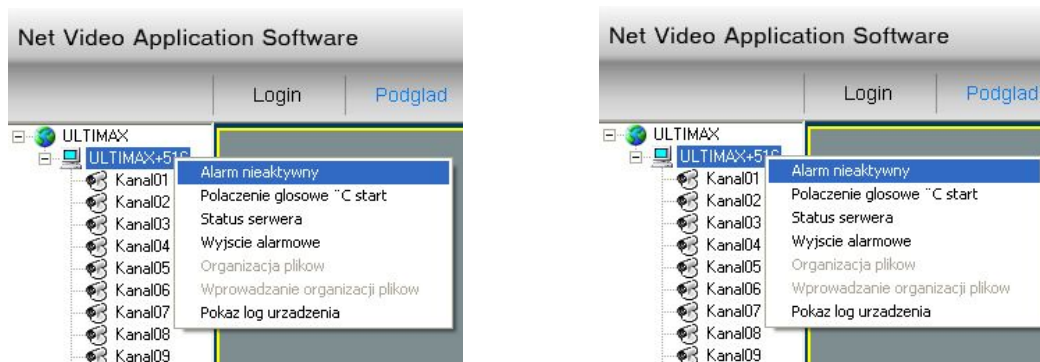 Net Video Application Software
Login Podglad
ULTIMAX
ULTIMAX+516
Alarm nieaktywny
Kanal01
Polaczenie glosowe ¨C start
Kanal02
Status serwera
Kanal03
Wyjscie alarmowe
Kanal04
Organizacja plikow
Kanal05
Wprowadzanie organizacji plikow
Kanal06
Pokaz log urzadzenia
Kanal07
Kanal08
Kanal09
Net Video Application Software
Login Podglad
ULTIMAX
ULTIMAX+516
Alarm nieaktywny
Kanal01
Polaczenie glosowe ¨C start
Kanal02
Status serwera
Kanal03
Wyjscie alarmowe
Kanal04
Organizacja plikow
Kanal05
Wprowadzanie organizacji plikow
Kanal06
Pokaz log urzadzenia
Kanal07
Kanal08
Kanal09